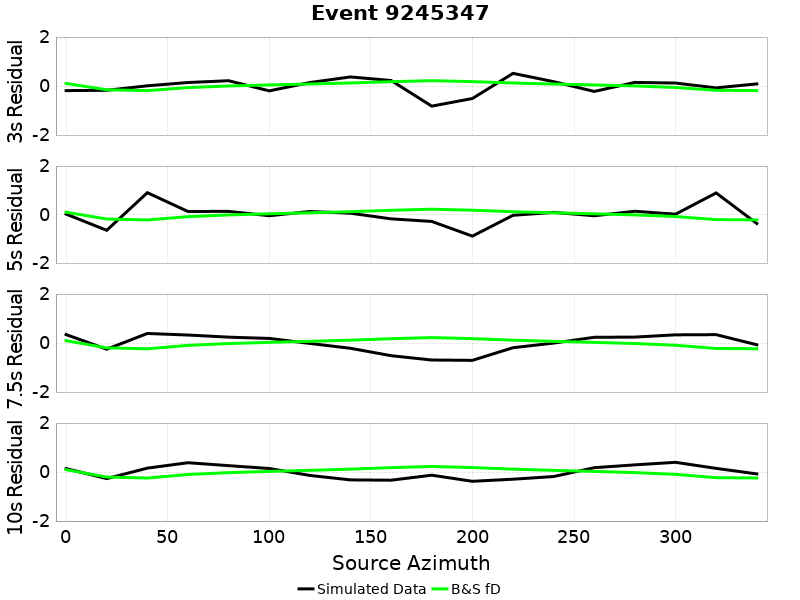 Event 9245347
3s Residual
2
0
-2
5s Residual
2
0
-2
7.5s Residual
2
0
-2
10s Residual
2
0
-2
0 50 100 150 200 250 300
Source Azimuth
Simulated Data B&S fD